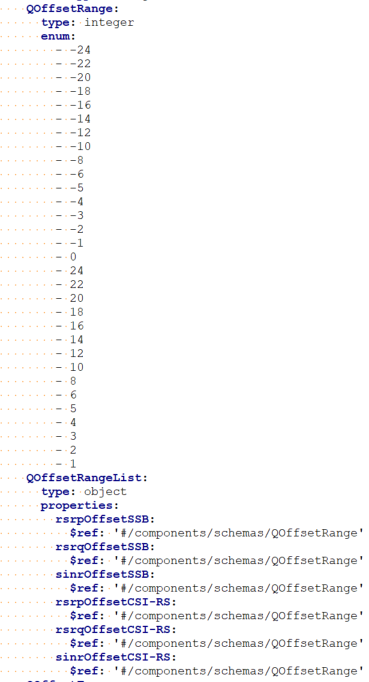 QOffsetRange:
type: integer
enum:
- -24
- -22
- -20
- -18
- -16
- -14
- -12
- -10
- -8
- -6
- -5
- -4
- -3
- -2
- -1
- 0
- 24
- 22
- 20
- 18
- 16
- 14
- 12
- 10
- 8
- 6
- 5
- 4
- 3
- 2
- 1
QOffsetRangeList:
type: object
properties:
rsrpOffsetSSB:
$ref: '#/components/schemas/QOffsetRange'
rsrqOffsetSSB:
$ref: '#/components/schemas/QOffsetRange'
sinrOffsetSSB:
$ref: '#/components/schemas/QOffsetRange'
rsrpOffsetCSI-RS:
$ref: '#/components/schemas/QOffsetRange'
rsrqOffsetCSI-RS:
$ref: '#/components/schemas/QOffsetRange'
sinrOffsetCSI-RS:
$ref: '#/components/schemas/QOffsetRange'